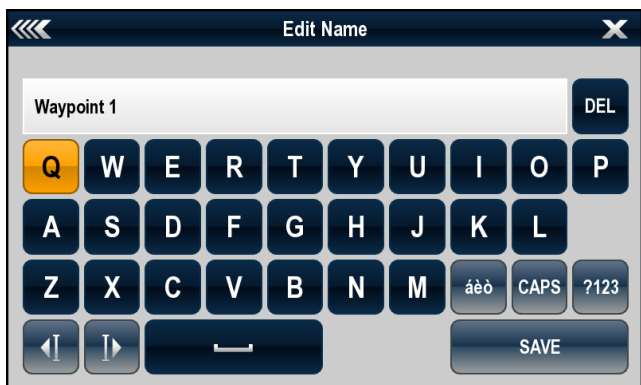 Edit Name
Waypoint 1 DEL
Q W E R T Y U I O P
A S D F G H J K L
Z X C V B N M áèò CAPS ?123
SAVE